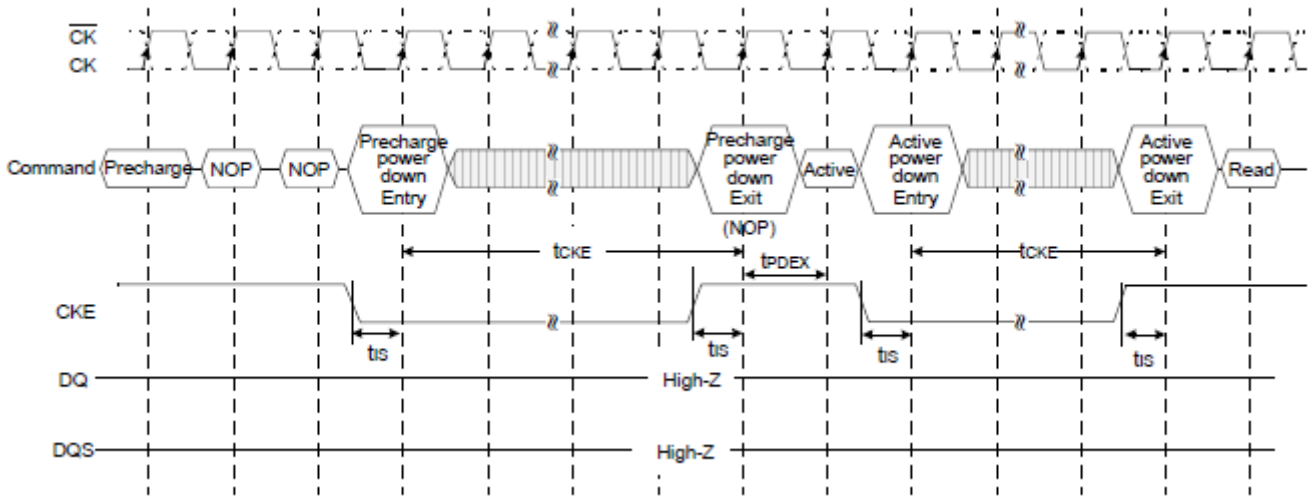 CK
CK
Command Precharge NOP NOP Precharge power down Entry Precharge power down Exit Active Active power down Entry Active power down Exit Read
(NOP)
tCKE tPDEX tCKE
CKE
tIS tIS tIS tIS
DQ High-Z
DQS High-Z